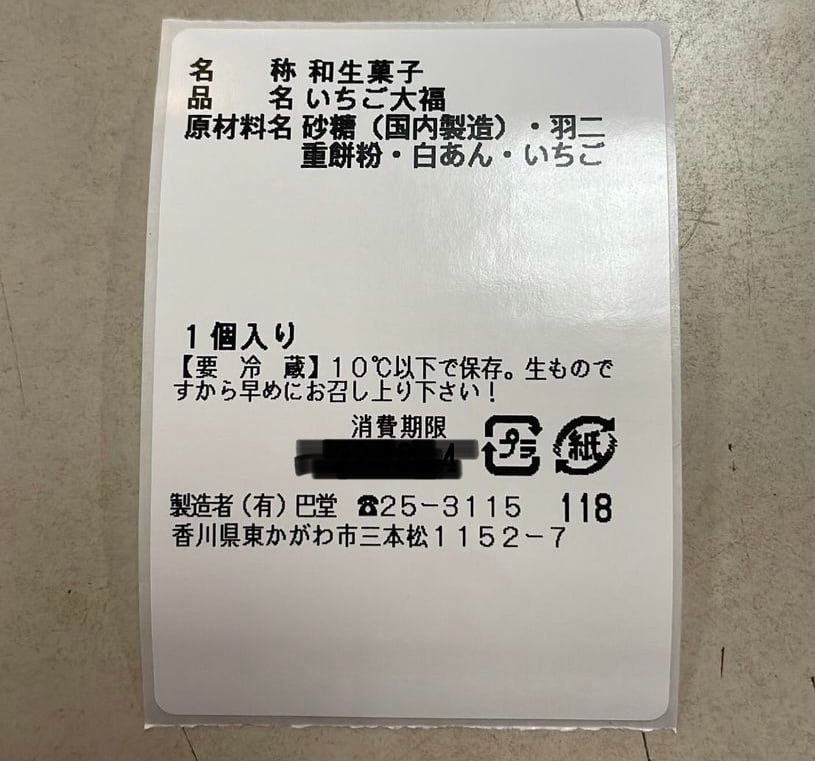 名　　称 和生菓子
品　　名 いちご大福
原材料名 砂糖（国内製造）・羽二
重餅粉・白あん・いちご
１個入り
【要　冷　蔵】１０℃以下で保存。生もので
すから早めにお召し上り下さい！
消費期限
プラ 紙
製造者（有）巴堂 ☎25－3115 118
香川県東かがわ市三本松１１５２－７